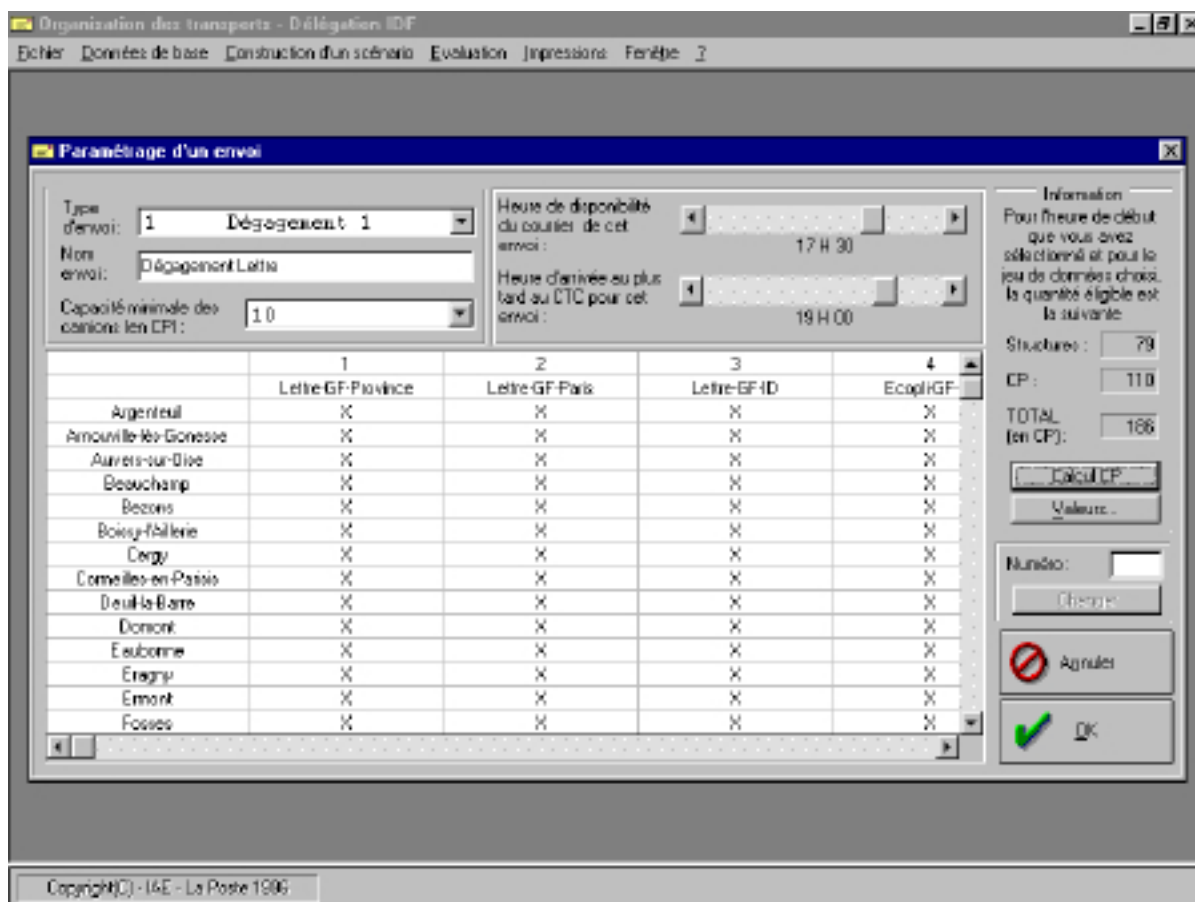 Organisation des transports - Délégation IDF
Fichier Données de base Construction d'un scénario Evaluation Impressions Fenêtre ?
Paramétrage d'un envoi
Type d'envoi :
1 Dégagement 1
Nom envoi:
Dégagement Lettre
Capacité minimale des camions (en CP) :
10
Heure de disponibilité
du courier de cet
envoi :
17 H 30
Heure d'arrivée au plus
tard au CTC pour cet
envoi :
19 H 00
Information
Pour l'heure de début
que vous avez
sélectionné et pour le
jeu de données choisi,
la quantité éligible est
la suivante
Structures : 79
CP : 110
TOTAL
(en CP): 186
Calcul CP
Valeurs...
Numéro :
Changer
Annuler
OK
1 2 3 4
Lettre-GF-Province Lettre-GF-Paris Lettre-GF-ID Ecopli-GF-
Argenteuil X X X X
Arnouville-lès-Gonesse X X X X
Auvers-sur-Oise X X X X
Beauchamp X X X X
Bezons X X X X
Boissy-l'Aillerie X X X X
Cergy X X X X
Cormeilles-en-Parisis X X X X
Deuil-la-Barre X X X X
Domont X X X X
Eaubonne X X X X
Eragny X X X X
Ermont X X X X
Fosses X X X X
Copyright(C) - IAE - La Poste 1996